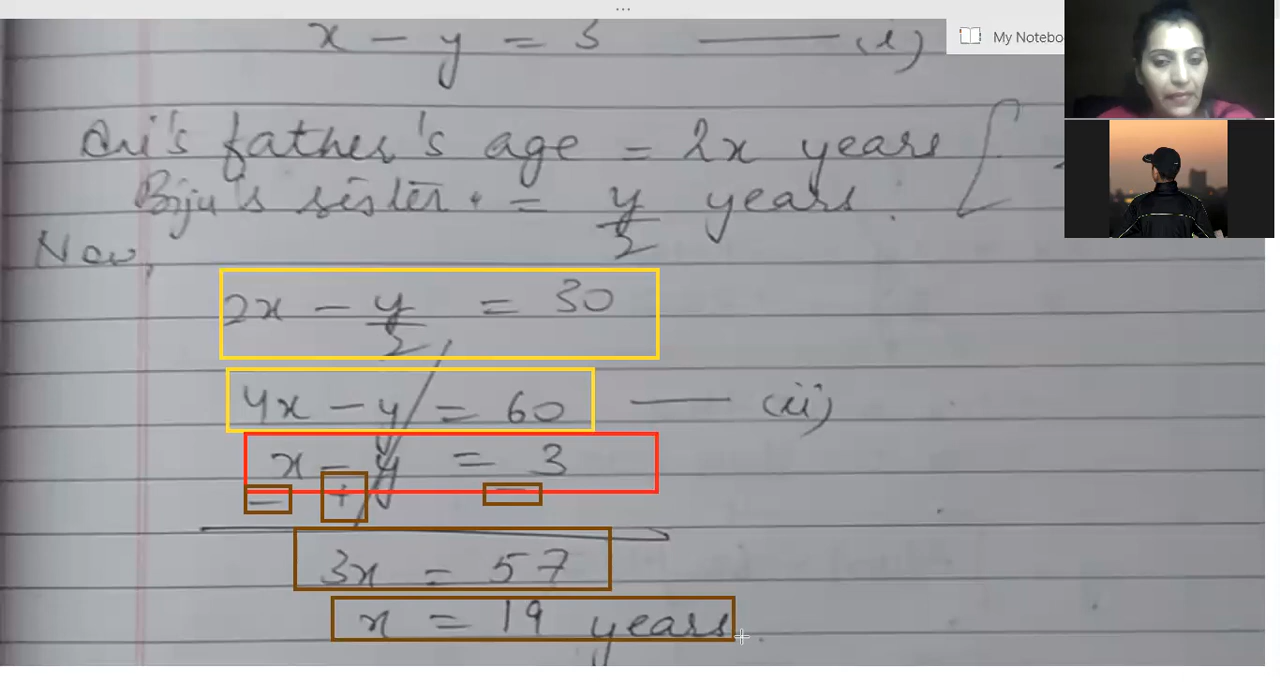 x - y = 3 —— (i)
My Notebo
Ani's father's age = 2x years [
Biju's sister. = y/2 years.
Now,
2x - y/2 = 30
4x - y = 60 —— (ii)
x - y = 3
- + -
3x = 57
x = 19 years